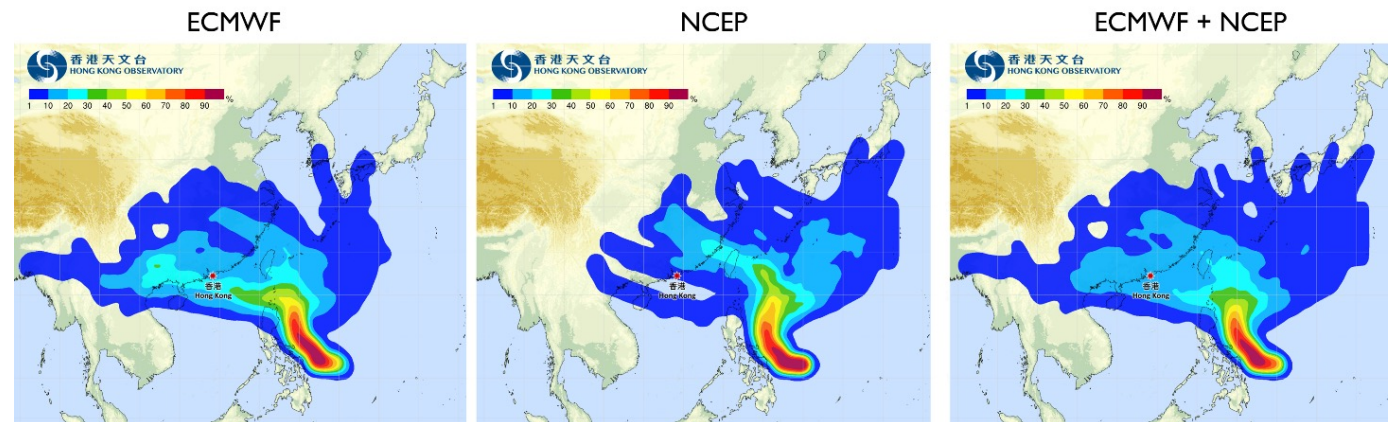 ECMWF
香港天文台
HONG KONG OBSERVATORY
1 10 20 30 40 50 60 70 80 90 %
香港
Hong Kong
NCEP
香港天文台
HONG KONG OBSERVATORY
1 10 20 30 40 50 60 70 80 90 %
香港
Hong Kong
ECMWF + NCEP
香港天文台
HONG KONG OBSERVATORY
1 10 20 30 40 50 60 70 80 90 %
香港
Hong Kong